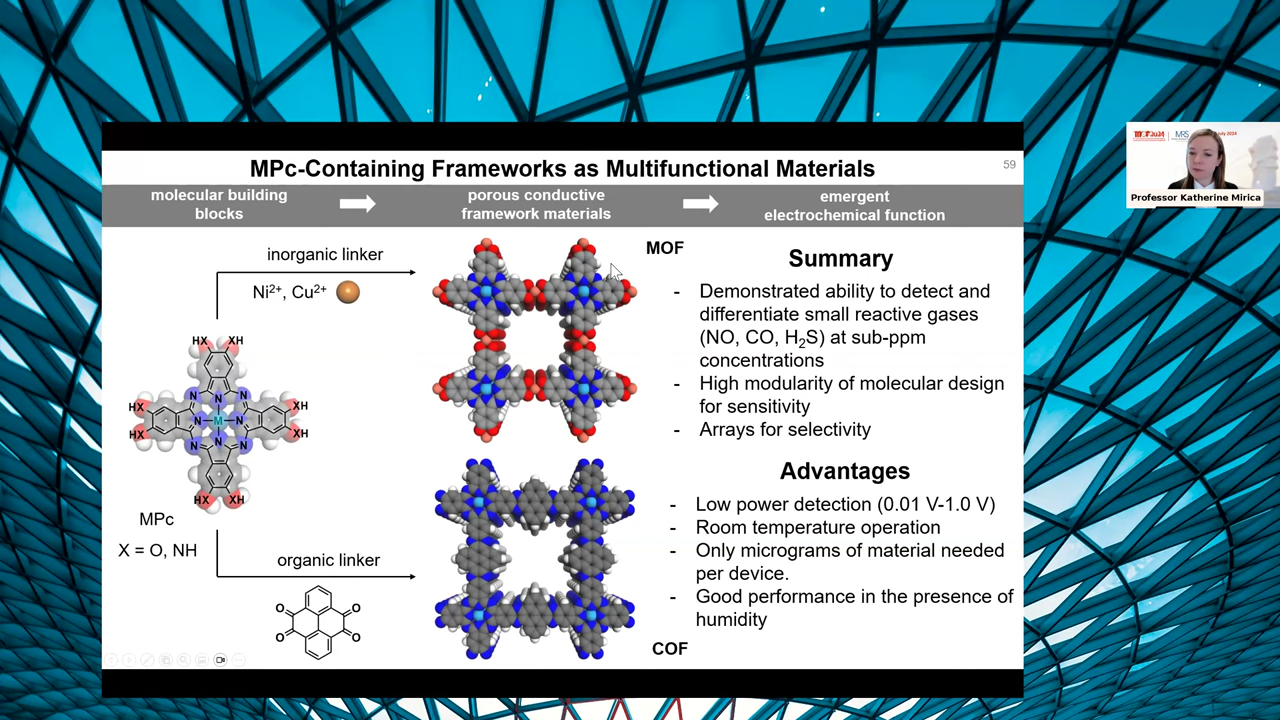 MPc-Containing Frameworks as Multifunctional Materials
59
molecular building
blocks
porous conductive
framework materials
emergent
electrochemical function
inorganic linker
Ni²⁺, Cu²⁺
HX
XH
HX
HX
XH
XH
HX
XH
N
N
N
N
M
N
N
N
N
MPc
X = O, NH
organic linker
O
O
O
O
MOF
COF
Summary
- Demonstrated ability to detect and
differentiate small reactive gases
(NO, CO, H₂S) at sub-ppm
concentrations
- High modularity of molecular design
for sensitivity
- Arrays for selectivity
Advantages
- Low power detection (0.01 V-1.0 V)
- Room temperature operation
- Only micrograms of material needed
per device.
- Good performance in the presence of
humidity
MRS
July 2024
Professor Katherine Mirica